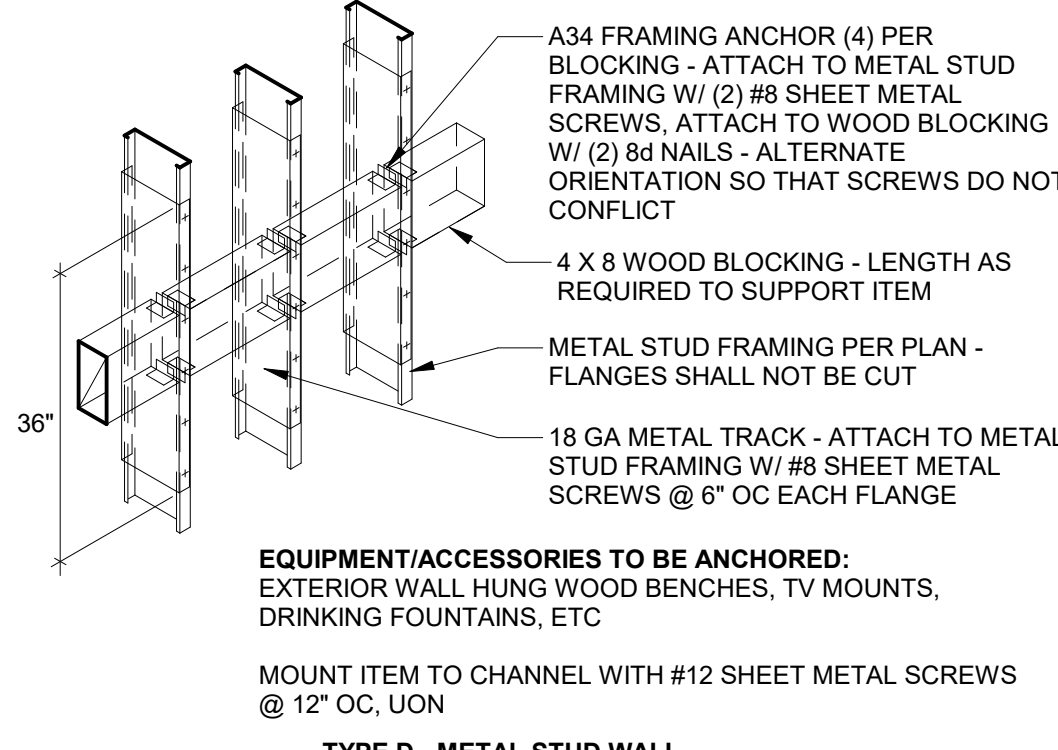 A34 FRAMING ANCHOR (4) PER
BLOCKING - ATTACH TO METAL STUD
FRAMING W/ (2) #8 SHEET METAL
SCREWS, ATTACH TO WOOD BLOCKING
W/ (2) 8d NAILS - ALTERNATE
ORIENTATION SO THAT SCREWS DO NOT
CONFLICT
4 X 8 WOOD BLOCKING - LENGTH AS
REQUIRED TO SUPPORT ITEM
METAL STUD FRAMING PER PLAN -
FLANGES SHALL NOT BE CUT
36"
18 GA METAL TRACK - ATTACH TO METAL
STUD FRAMING W/ #8 SHEET METAL
SCREWS @ 6" OC EACH FLANGE
EQUIPMENT/ACCESSORIES TO BE ANCHORED:
EXTERIOR WALL HUNG WOOD BENCHES, TV MOUNTS,
DRINKING FOUNTAINS, ETC
MOUNT ITEM TO CHANNEL WITH #12 SHEET METAL SCREWS
@ 12" OC, UON
TYPE D - METAL STUD WALL